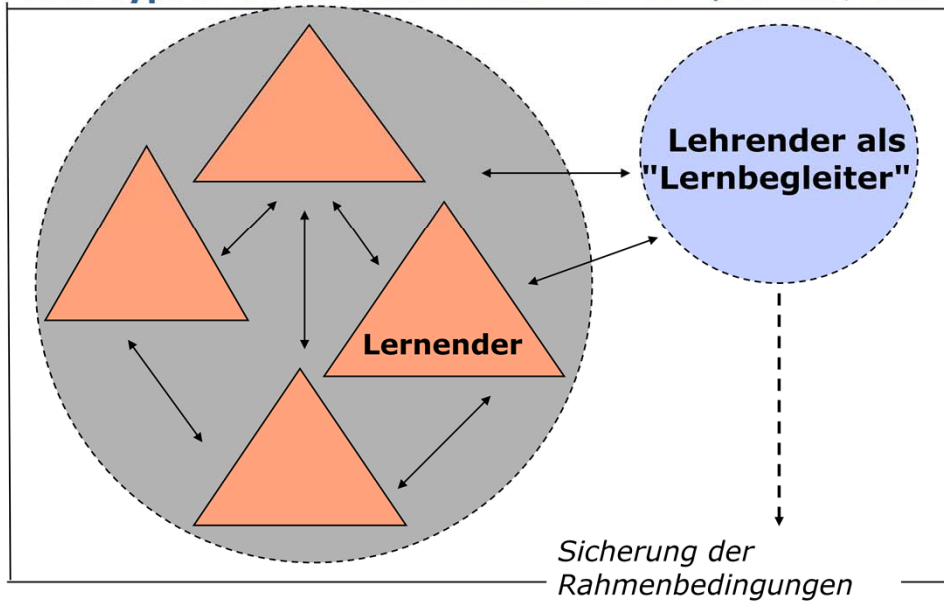 Lehrender als
"Lernbegleiter"
Lernender
Sicherung der
Rahmenbedingungen